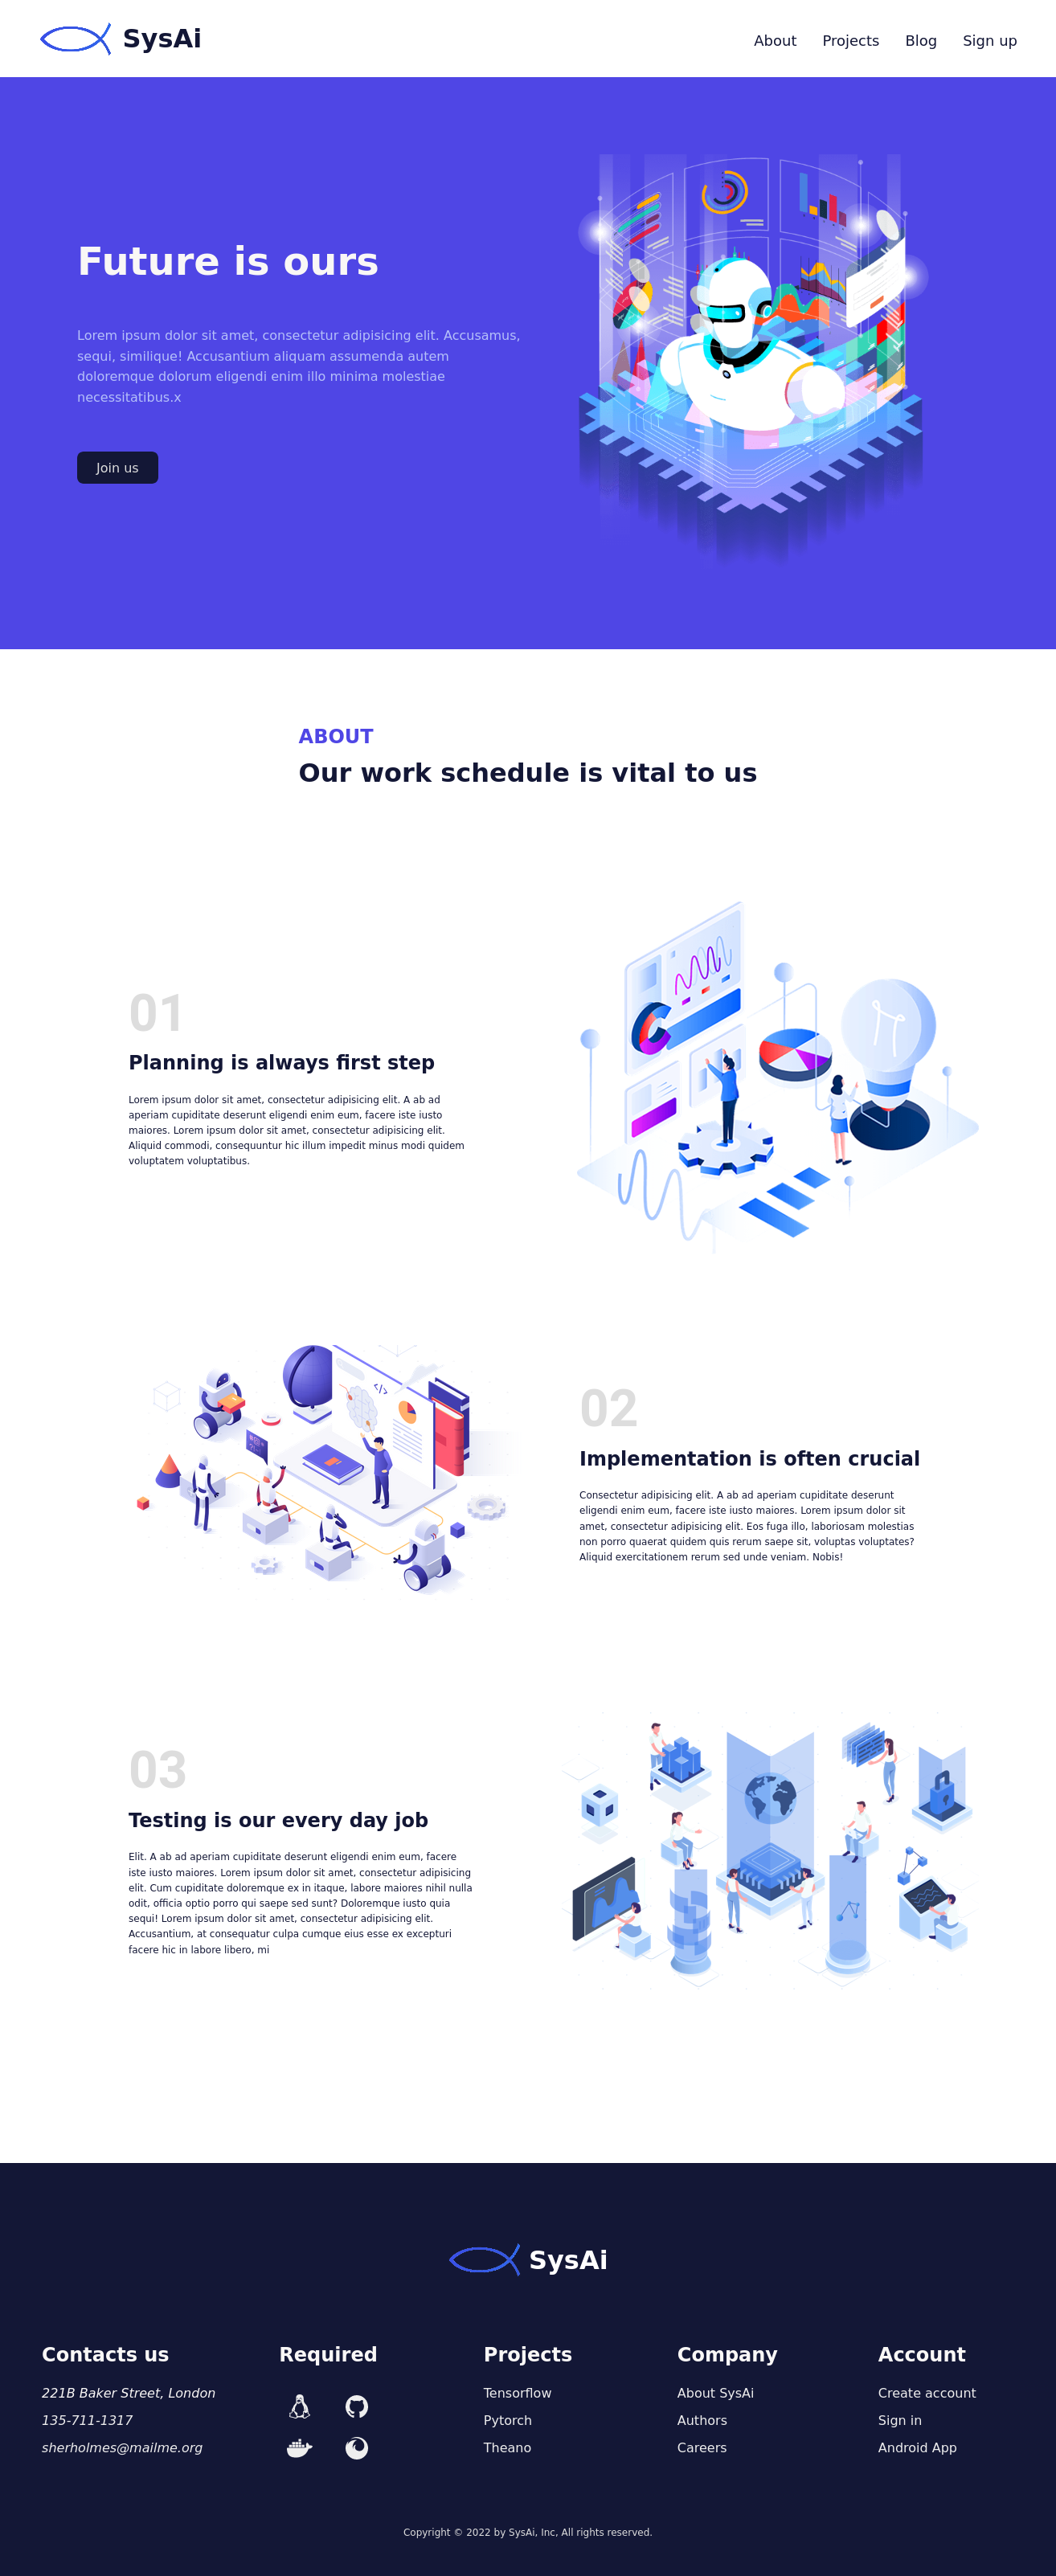 SysAi
About Projects Blog Sign up
Future is ours
Lorem ipsum dolor sit amet, consectetur adipisicing elit. Accusamus,
sequi, similique! Accusantium aliquam assumenda autem
doloremque dolorum eligendi enim illo minima molestiae
necessitatibus.x
Join us
ABOUT
Our work schedule is vital to us
01
Planning is always first step
Lorem ipsum dolor sit amet, consectetur adipisicing elit. A ab ad
aperiam cupiditate deserunt eligendi enim eum, facere iste iusto
maiores. Lorem ipsum dolor sit amet, consectetur adipisicing elit.
Aliquid commodi, consequuntur hic illum impedit minus modi quidem
voluptatem voluptatibus.
</>
02
Implementation is often crucial
Consectetur adipisicing elit. A ab ad aperiam cupiditate deserunt
eligendi enim eum, facere iste iusto maiores. Lorem ipsum dolor sit
amet, consectetur adipisicing elit. Eos fuga illo, laboriosam molestias
non porro quaerat quidem quis rerum saepe sit, voluptas voluptates?
Aliquid exercitationem rerum sed unde veniam. Nobis!
03
Testing is our every day job
Elit. A ab ad aperiam cupiditate deserunt eligendi enim eum, facere
iste iusto maiores. Lorem ipsum dolor sit amet, consectetur adipisicing
elit. Cum cupiditate doloremque ex in itaque, labore maiores nihil nulla
odit, officia optio porro qui saepe sed sunt? Doloremque iusto quia
sequi! Lorem ipsum dolor sit amet, consectetur adipisicing elit.
Accusantium, at consequatur culpa cumque eius esse ex excepturi
facere hic in labore libero, mi
SysAi
Contacts us
221B Baker Street, London
135-711-1317
sherholmes@mailme.org
Required
Projects
Tensorflow
Pytorch
Theano
Company
About SysAi
Authors
Careers
Account
Create account
Sign in
Android App
Copyright © 2022 by SysAi, Inc, All rights reserved.